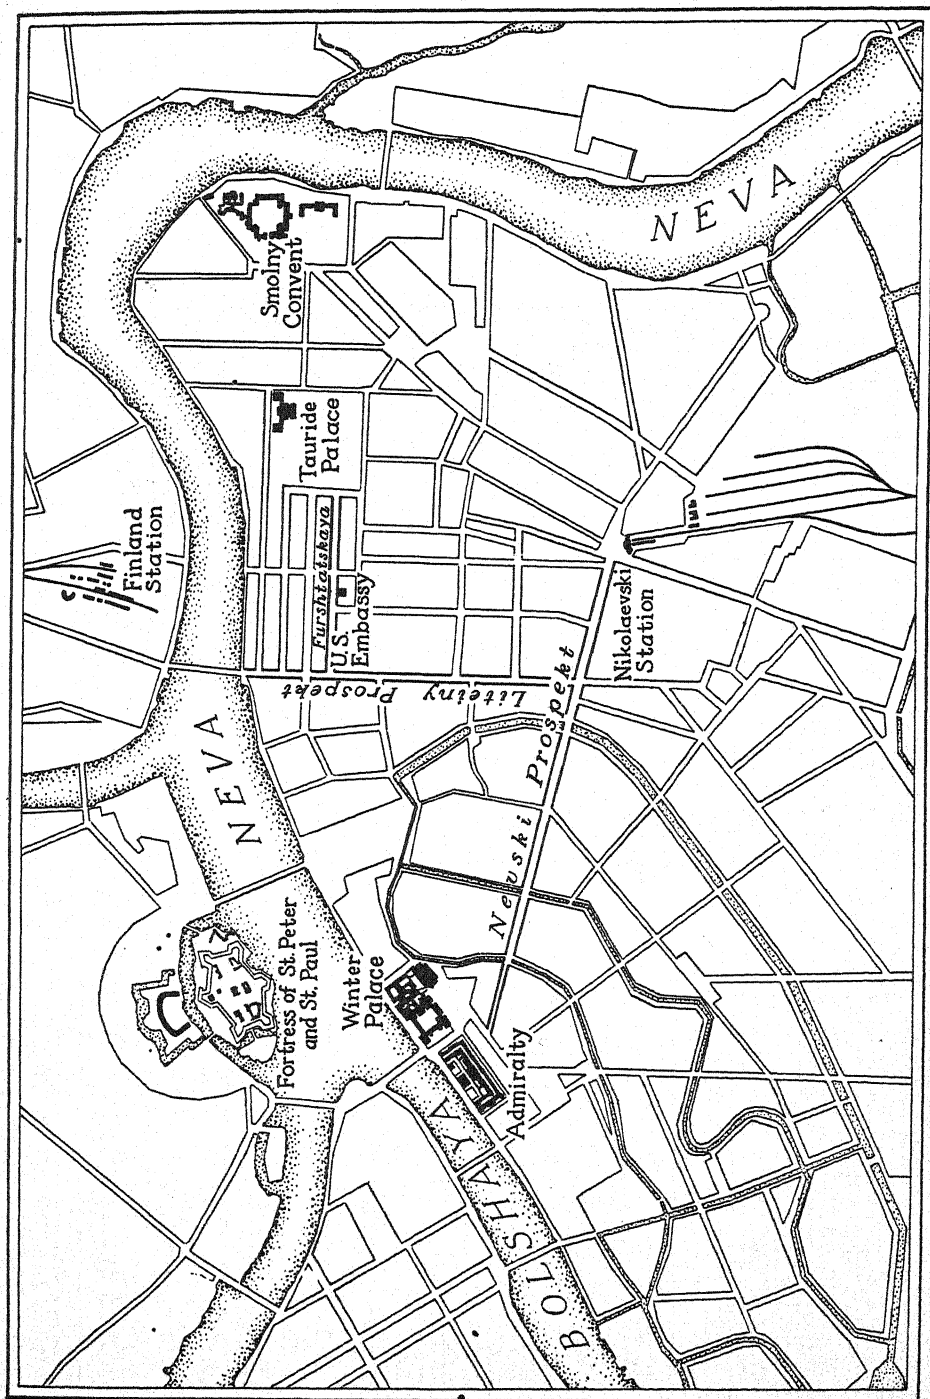 NEVA
Smolny
Convent
Tauride
Palace
Finland
Station
Furshtatskaya
U.S.
Embassy
Liteiny Prospekt
Nikolaevski
Station
NEVA
Nevski Prospekt
Fortress of St. Peter
and St. Paul
Winter
Palace
Admiralty
BOLSHAYA